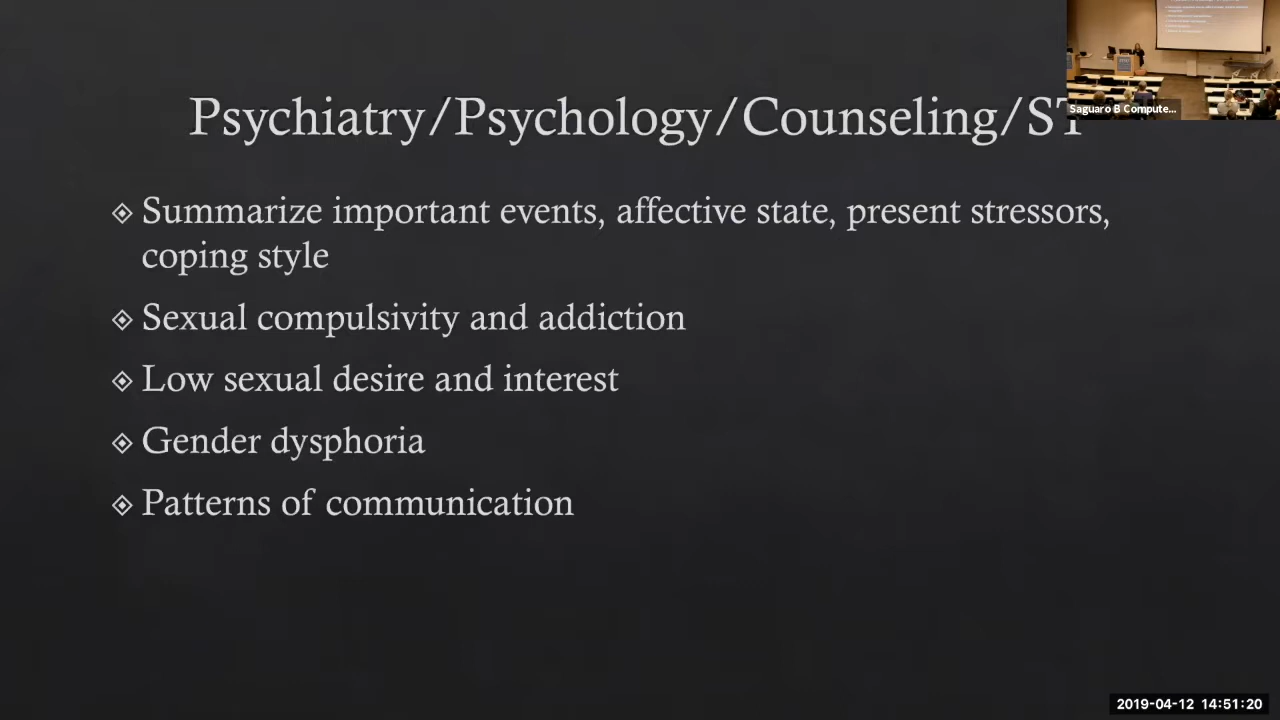 Psychiatry/Psychology/Counseling/ST
Summarize important events, affective state, present stressors,
coping style
Sexual compulsivity and addiction
Low sexual desire and interest
Gender dysphoria
Patterns of communication
Saguaro B Compute...
2019-04-12 14:51:20